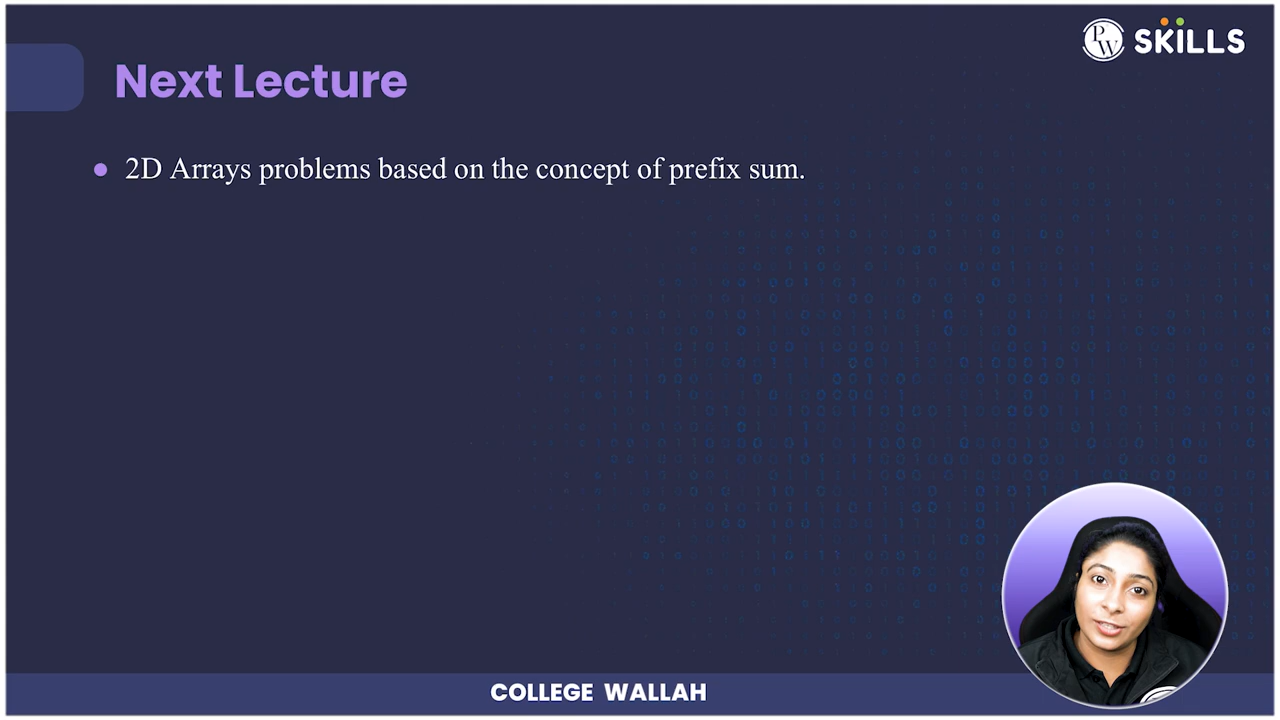 PW SKILLS
Next Lecture
● 2D Arrays problems based on the concept of prefix sum.
COLLEGE WALLAH